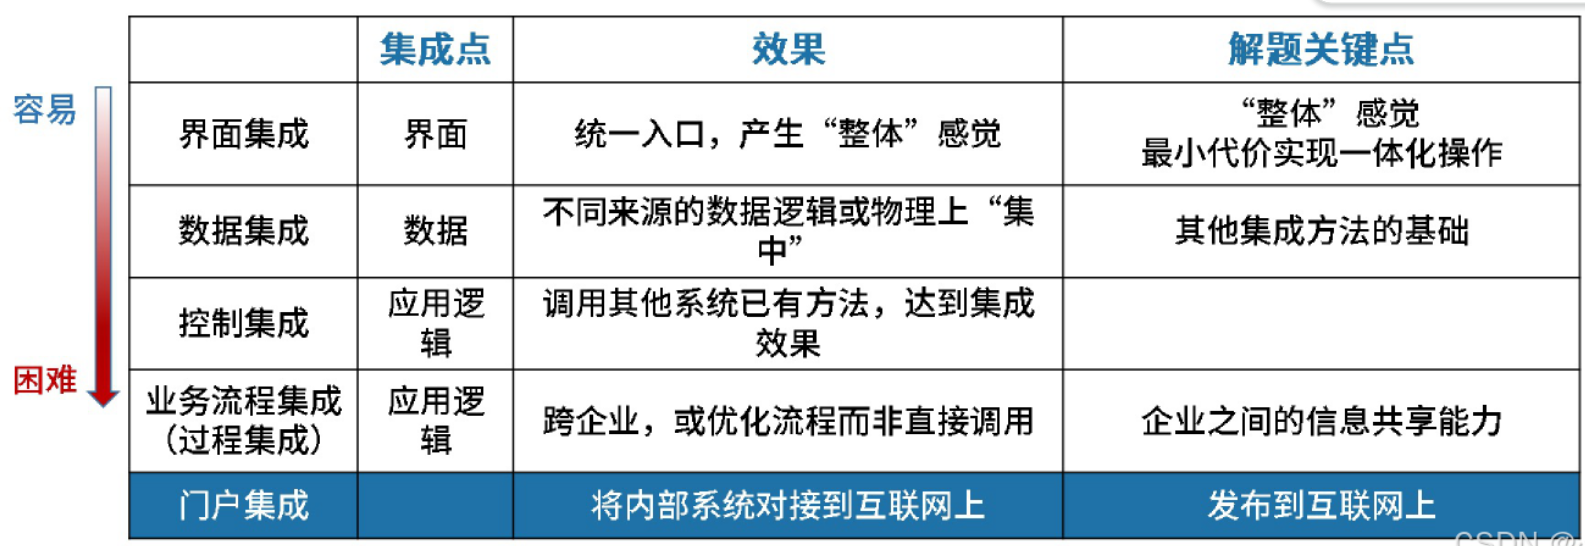 集成点 效果 解题关键点
容易
界面集成 界面 统一入口，产生“整体”感觉 “整体”感觉
最小代价实现一体化操作
数据集成 数据 不同来源的数据逻辑或物理上“集
中” 其他集成方法的基础
控制集成 应用逻
辑 调用其他系统已有方法，达到集成
效果
困难
业务流程集成
（过程集成） 应用逻
辑 跨企业，或优化流程而非直接调用 企业之间的信息共享能力
门户集成 将内部系统对接到互联网上 发布到互联网上
CSDN